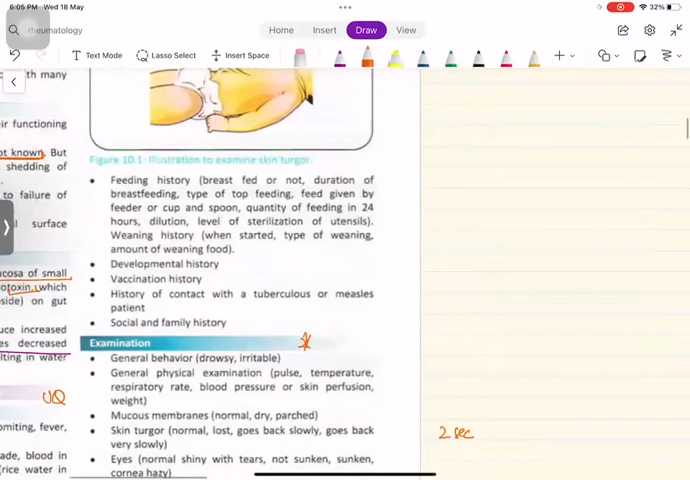 6:05 PM Wed 18 May
32%
rheumatology
Home Insert Draw View
Text Mode Lasso Select Insert Space
th many
ir functioning
ot known. But
shedding of
to failure of
surface
ucosa of small
otoxin, which
side) on gut
uce increased
es decreased
lting in water
UQ
omiting, fever,
ade, blood in
(rice water in
Figure 10.1: Illustration to examine skin turgor.
• Feeding history (breast fed or not, duration of
breastfeeding, type of top feeding, feed given by
feeder or cup and spoon, quantity of feeding in 24
hours, dilution, level of sterilization of utensils).
Weaning history (when started, type of weaning,
amount of weaning food).
• Developmental history
• Vaccination history
• History of contact with a tuberculous or measles
patient
• Social and family history
Examination
• General behavior (drowsy, irritable)
• General physical examination (pulse, temperature,
respiratory rate, blood pressure or skin perfusion,
weight)
• Mucous membranes (normal, dry, parched)
• Skin turgor (normal, lost, goes back slowly, goes back
very slowly)
• Eyes (normal shiny with tears, not sunken, sunken,
cornea hazy)
2 sec